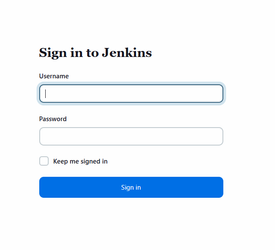 Sign in to Jenkins
Username
Password
Keep me signed in
Sign in